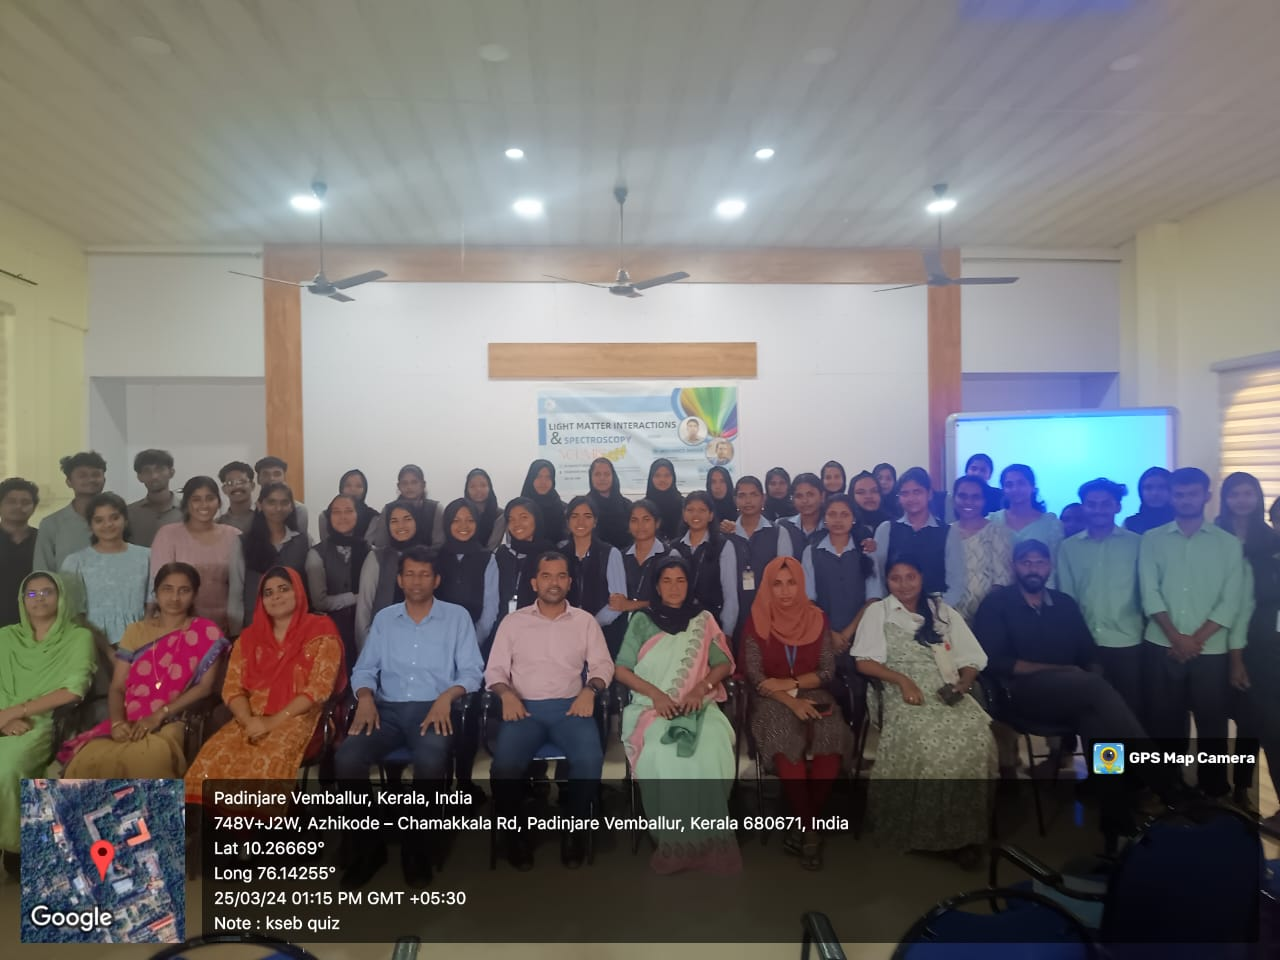 LIGHT MATTER INTERACTIONS
& SPECTROSCOPY
GPS Map Camera
Padinjare Vemballur, Kerala, India
748V+J2W, Azhikode – Chamakkala Rd, Padinjare Vemballur, Kerala 680671, India
Lat 10.26669°
Long 76.14255°
25/03/24 01:15 PM GMT +05:30
Note : kseb quiz
Google